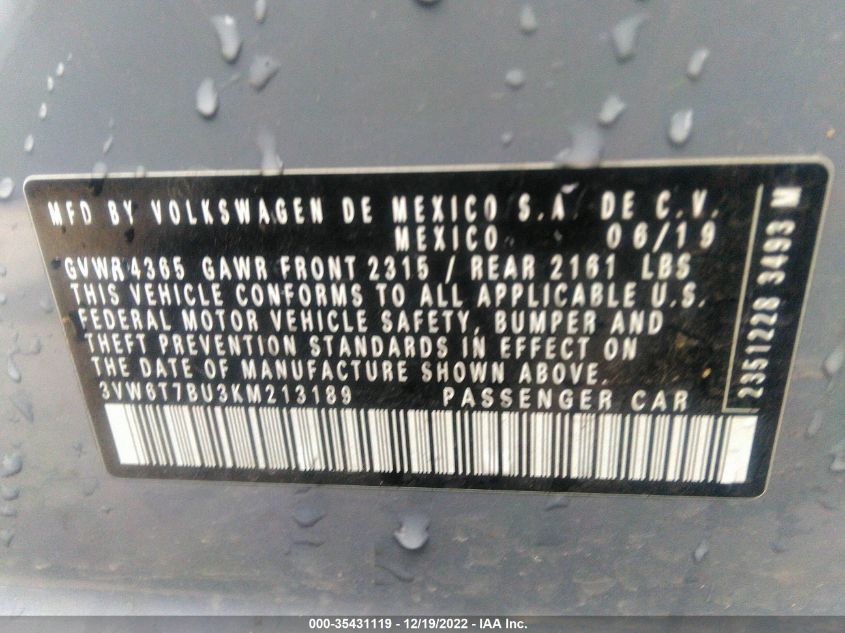 MFD BY VOLKSWAGEN DE MEXICO S.A. DE C.V.
MEXICO 06/19
GVWR 4365 GAWR FRONT 2315 / REAR 2161 LBS
THIS VEHICLE CONFORMS TO ALL APPLICABLE U.S.
FEDERAL MOTOR VEHICLE SAFETY, BUMPER AND
THEFT PREVENTION STANDARDS IN EFFECT ON
THE DATE OF MANUFACTURE SHOWN ABOVE.
3VW6T7BU3KM213189 PASSENGER CAR
2351228 3493 M
000-35431119 - 12/19/2022 - IAA Inc.